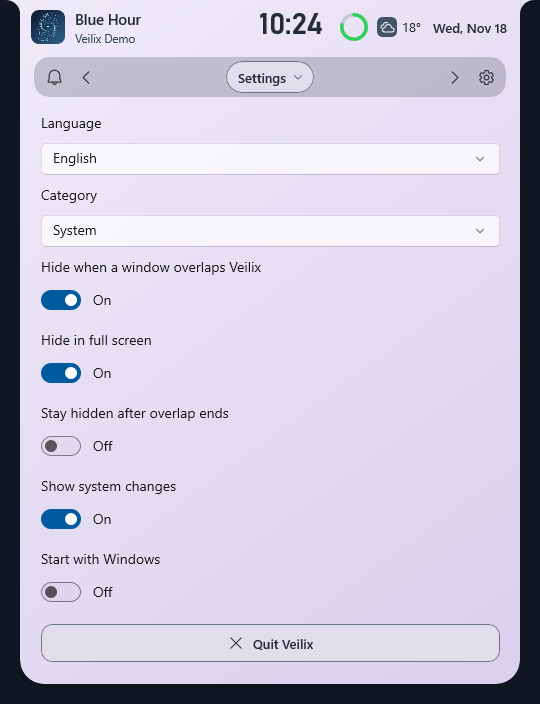 Blue Hour
Veilix Demo
10:24
18°
Wed, Nov 18
Settings
Language
English
Category
System
Hide when a window overlaps Veilix
On
Hide in full screen
On
Stay hidden after overlap ends
Off
Show system changes
On
Start with Windows
Off
Quit Veilix